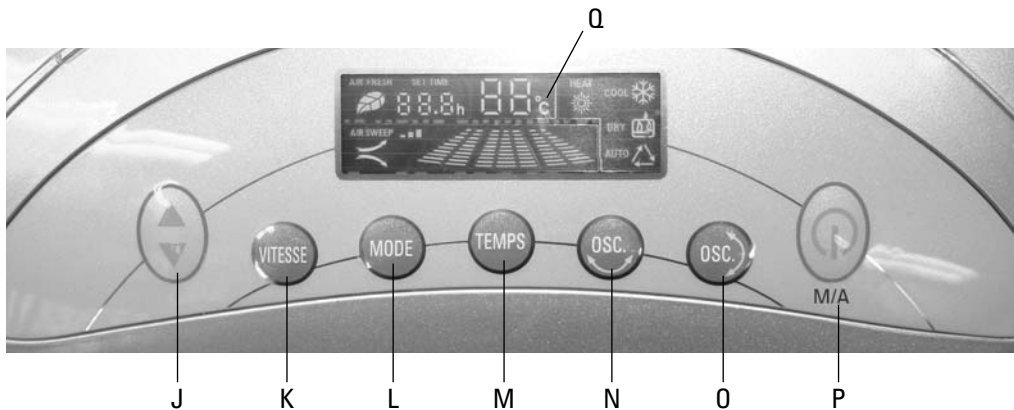 Q
AIR FRESH SET TIME HEAT
88.8h 88°C COOL
AIR SWEEP DRY
AUTO
VITESSE MODE TEMPS OSC. OSC.
M/A
J K L M N O P